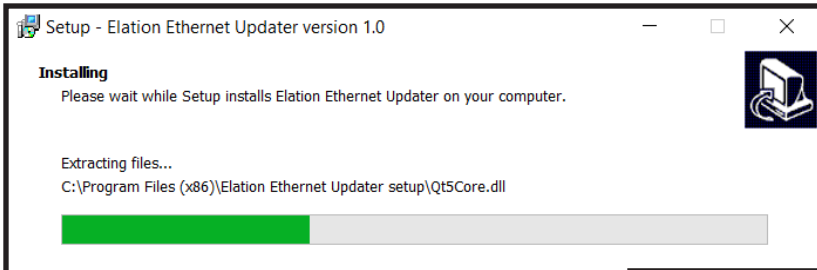 Setup - Elation Ethernet Updater version 1.0
Installing
Please wait while Setup installs Elation Ethernet Updater on your computer.
Extracting files...
C:\Program Files (x86)\Elation Ethernet Updater setup\Qt5Core.dll